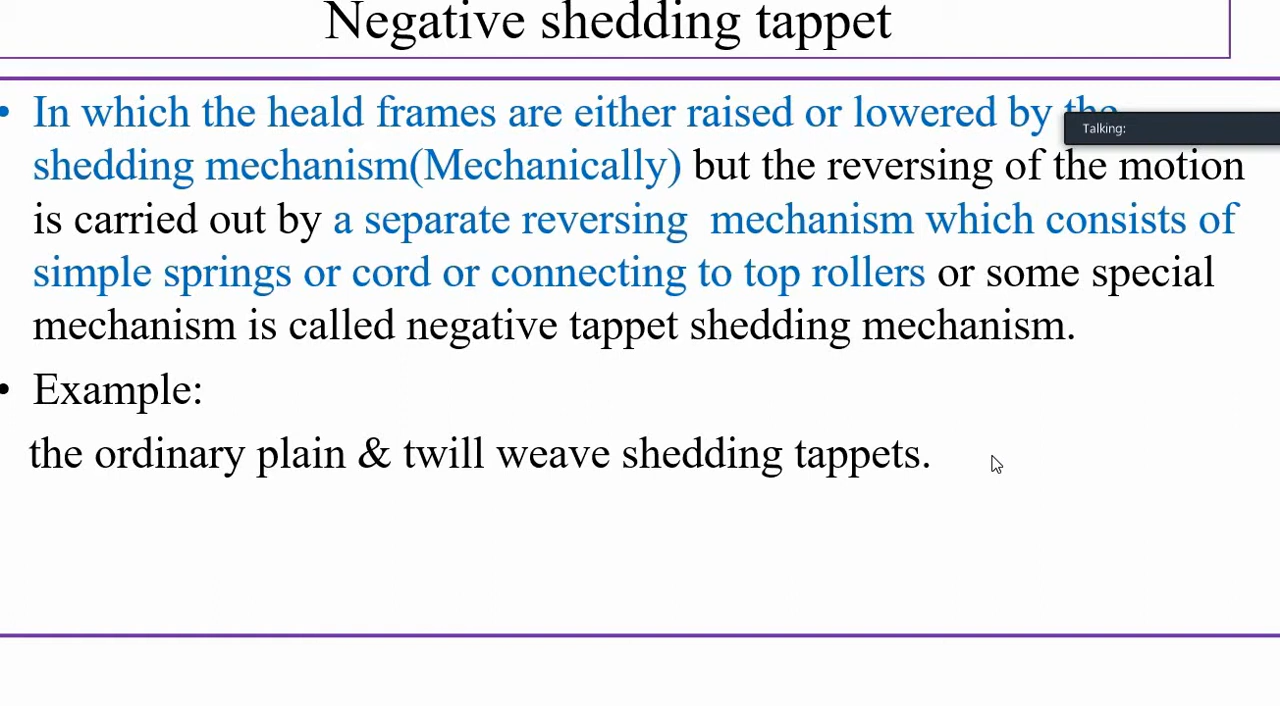 Negative shedding tappet
• In which the heald frames are either raised or lowered by the
Talking:
shedding mechanism(Mechanically) but the reversing of the motion
is carried out by a separate reversing  mechanism which consists of
simple springs or cord or connecting to top rollers or some special
mechanism is called negative tappet shedding mechanism.
• Example:
the ordinary plain & twill weave shedding tappets.